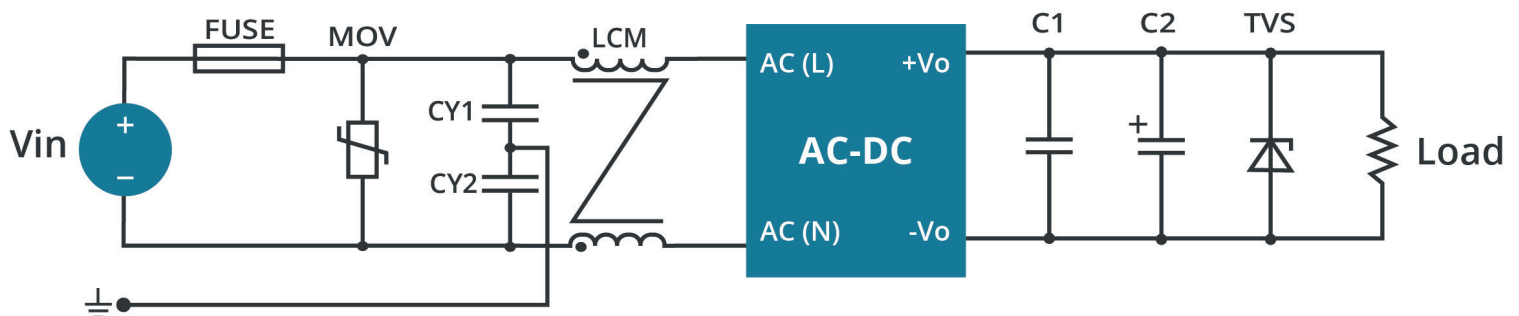 FUSE
MOV
LCM
C1
C2
TVS
AC (L)
+Vo
CY1
+
+
Vin
AC-DC
Load
−
CY2
AC (N)
-Vo